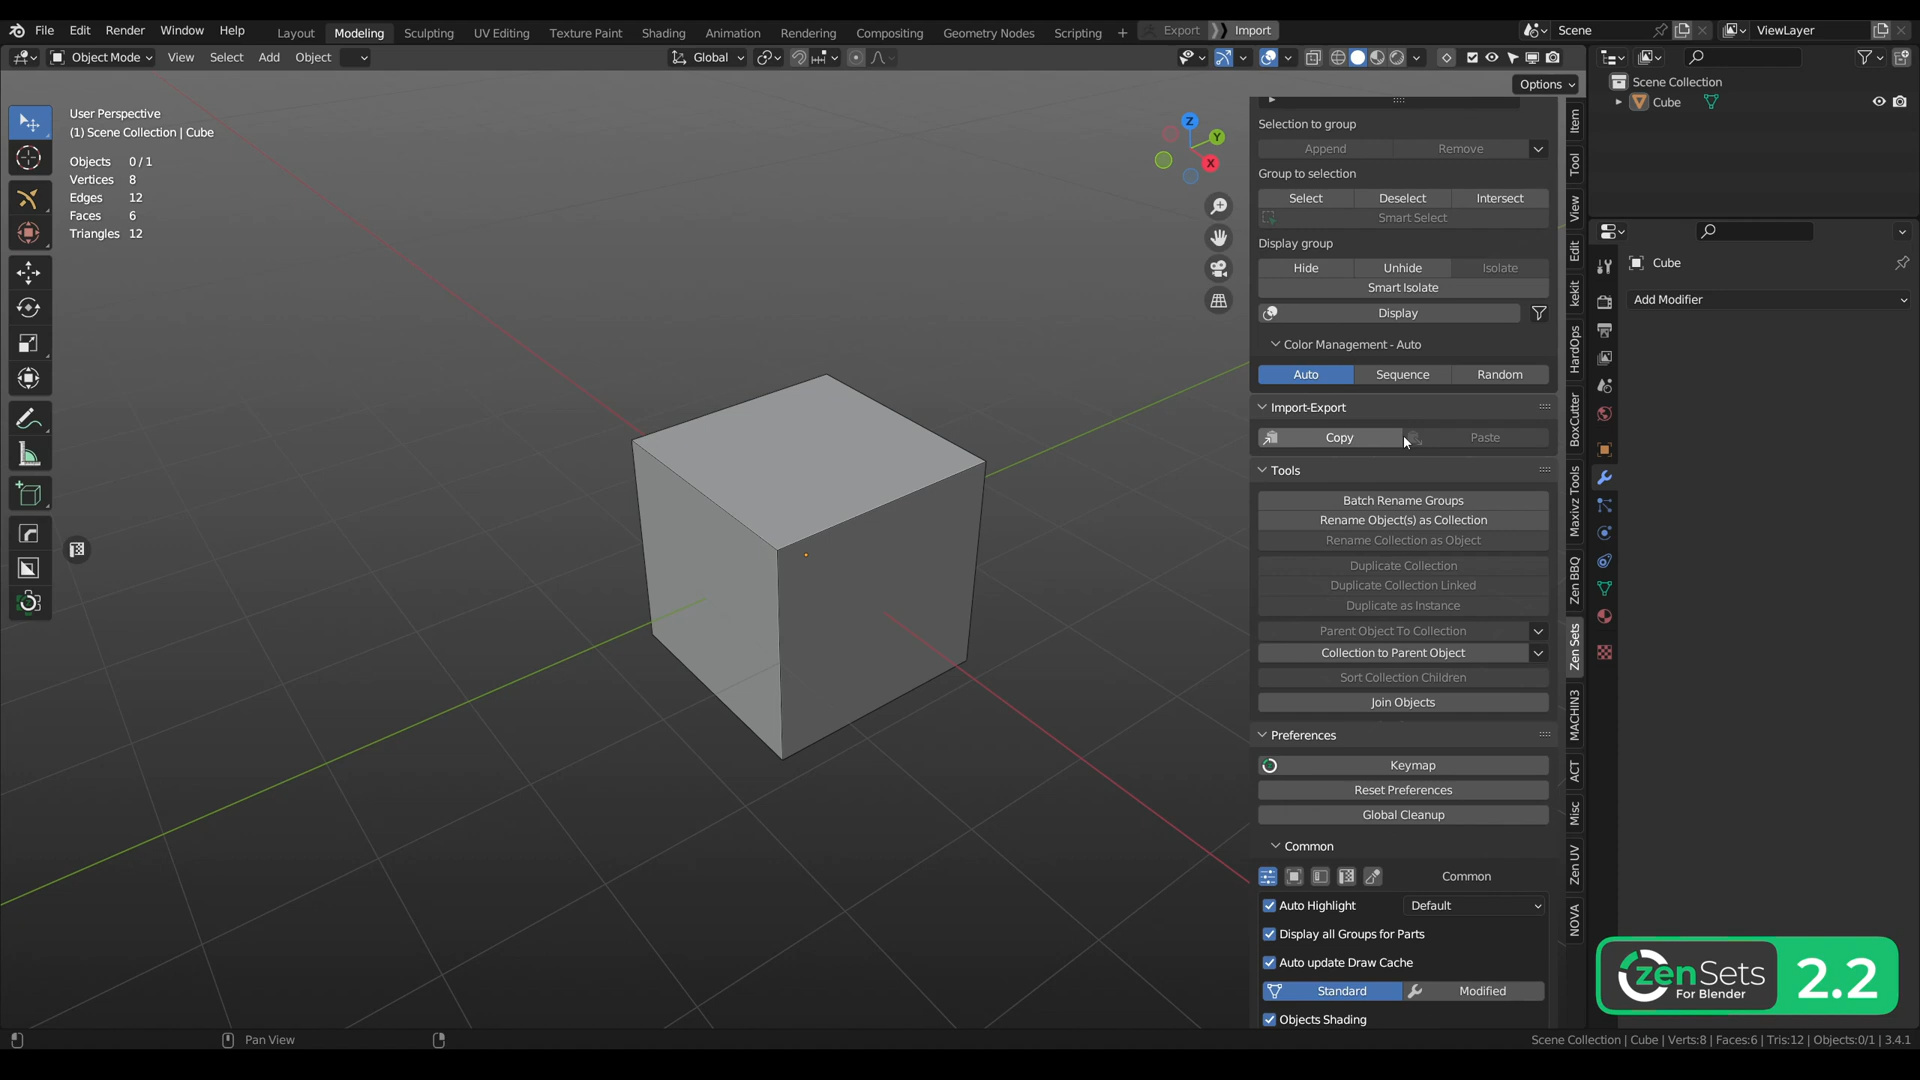 File Edit Render Window Help Layout Modeling Sculpting UV Editing Texture Paint Shading Animation Rendering Compositing Geometry Nodes Scripting + Export Import Scene ViewLayer
Object Mode View Select Add Object Global
Options
User Perspective
(1) Scene Collection | Cube
Objects 0 / 1
Vertices 8
Edges 12
Faces 6
Triangles 12
Z
Y
X
Selection to group
Append Remove
Group to selection
Select Deselect Intersect
Smart Select
Display group
Hide Unhide Isolate
Smart Isolate
Display
Color Management - Auto
Auto Sequence Random
Import-Export
Copy Paste
Tools
Batch Rename Groups
Rename Object(s) as Collection
Rename Collection as Object
Duplicate Collection
Duplicate Collection Linked
Duplicate as Instance
Parent Object To Collection
Collection to Parent Object
Sort Collection Children
Join Objects
Preferences
Keymap
Reset Preferences
Global Cleanup
Common
Common
Auto Highlight Default
Display all Groups for Parts
Auto update Draw Cache
Standard Modified
Objects Shading
Item
Tool
View
Edit
kekit
HardOps
BoxCutter
Maxivz Tools
Zen BBQ
Zen Sets
MACHIN3
ACT
Misc
Zen UV
NOVA
Scene Collection
Cube
Cube
Add Modifier
zen Sets
For Blender
2.2
Pan View
Scene Collection | Cube | Verts:8 | Faces:6 | Tris:12 | Objects:0/1 | 3.4.1